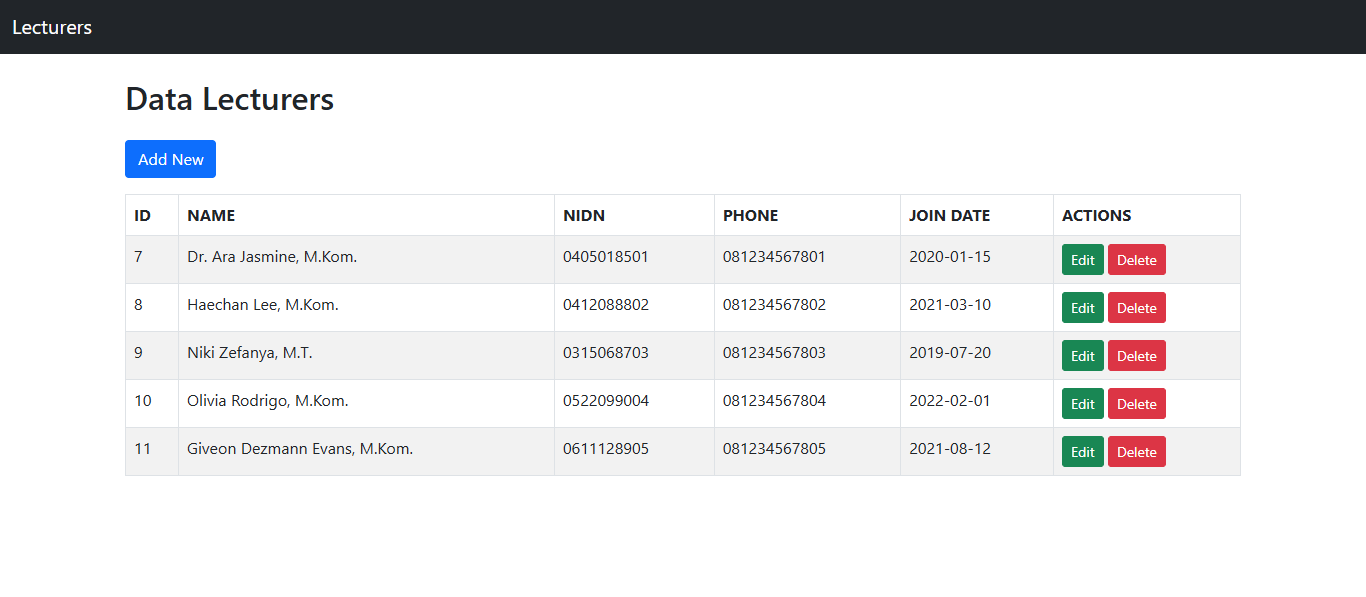 Lecturers
Data Lecturers
Add New
ID NAME NIDN PHONE JOIN DATE ACTIONS
7 Dr. Ara Jasmine, M.Kom. 0405018501 081234567801 2020-01-15 Edit Delete
8 Haechan Lee, M.Kom. 0412088802 081234567802 2021-03-10 Edit Delete
9 Niki Zefanya, M.T. 0315068703 081234567803 2019-07-20 Edit Delete
10 Olivia Rodrigo, M.Kom. 0522099004 081234567804 2022-02-01 Edit Delete
11 Giveon Dezmann Evans, M.Kom. 0611128905 081234567805 2021-08-12 Edit Delete